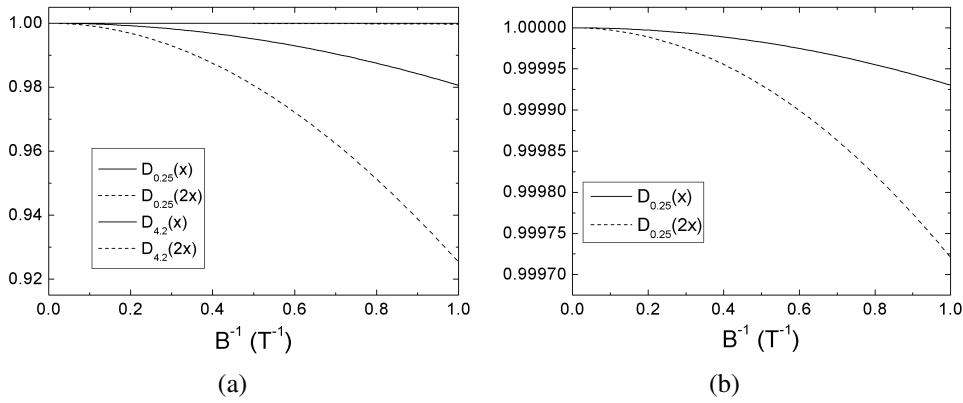 1.00
0.98
0.96
0.94
0.92
D0.25(x)
D0.25(2x)
D4.2(x)
D4.2(2x)
0.0 0.2 0.4 0.6 0.8 1.0
B-1 (T-1)
(a)
1.00000
0.99995
0.99990
0.99985
0.99980
0.99975
0.99970
D0.25(x)
D0.25(2x)
0.0 0.2 0.4 0.6 0.8 1.0
B-1 (T-1)
(b)